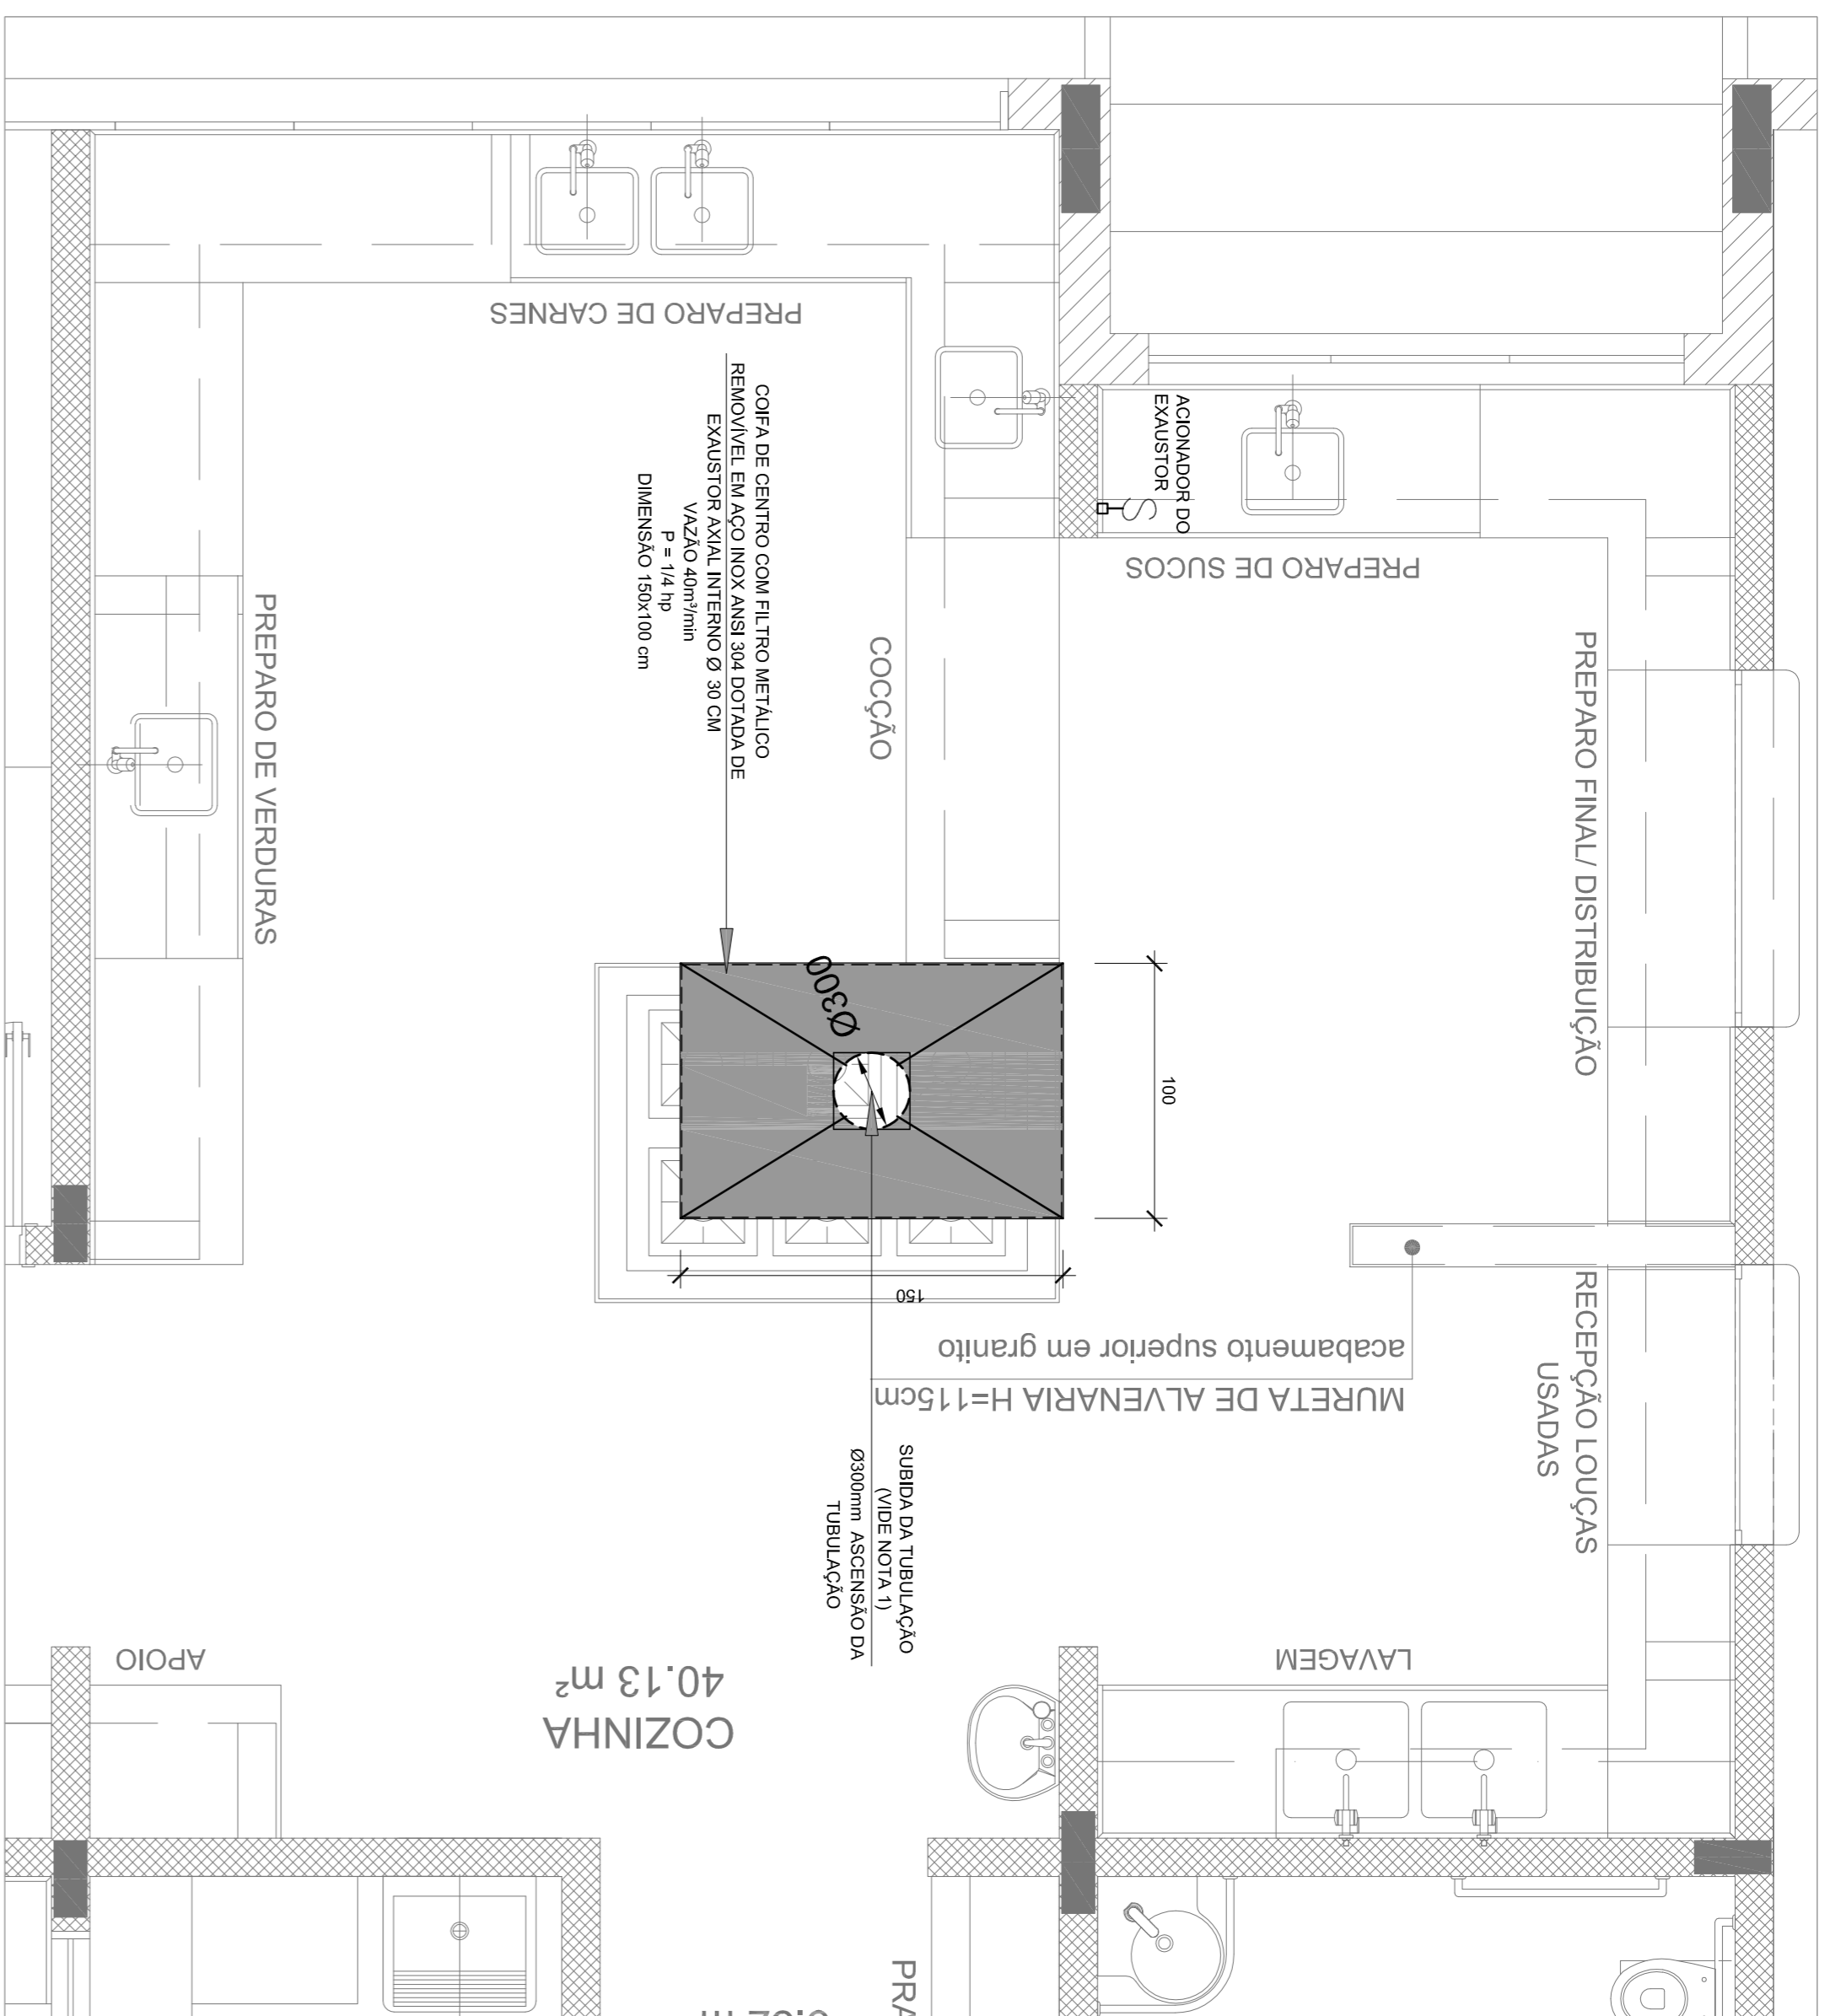 PREPARO DE CARNES
COIFA DE CENTRO COM FILTRO METÁLICO
REMOVÍVEL EM AÇO INOX ANSI 304 DOTADA DE
EXAUSTOR AXIAL INTERNO Ø 30 CM
VAZÃO 40m³/min
P = 1/4 hp
DIMENSÃO 150x100 cm
ACIONADOR DO
EXAUSTOR
S
PREPARO DE SUCOS
PREPARO DE VERDURAS
COCÇÃO
PREPARO FINAL/ DISTRIBUIÇÃO
Ø300
100
150
acabamento superior em granito
MURETA DE ALVENARIA H=115cm
RECEPÇÃO LOUÇAS
USADAS
SUBIDA DA TUBULAÇÃO
(VIDE NOTA 1)
Ø300mm ASCENSÃO DA
TUBULAÇÃO
APOIO
COZINHA
40.13 m²
LAVAGEM